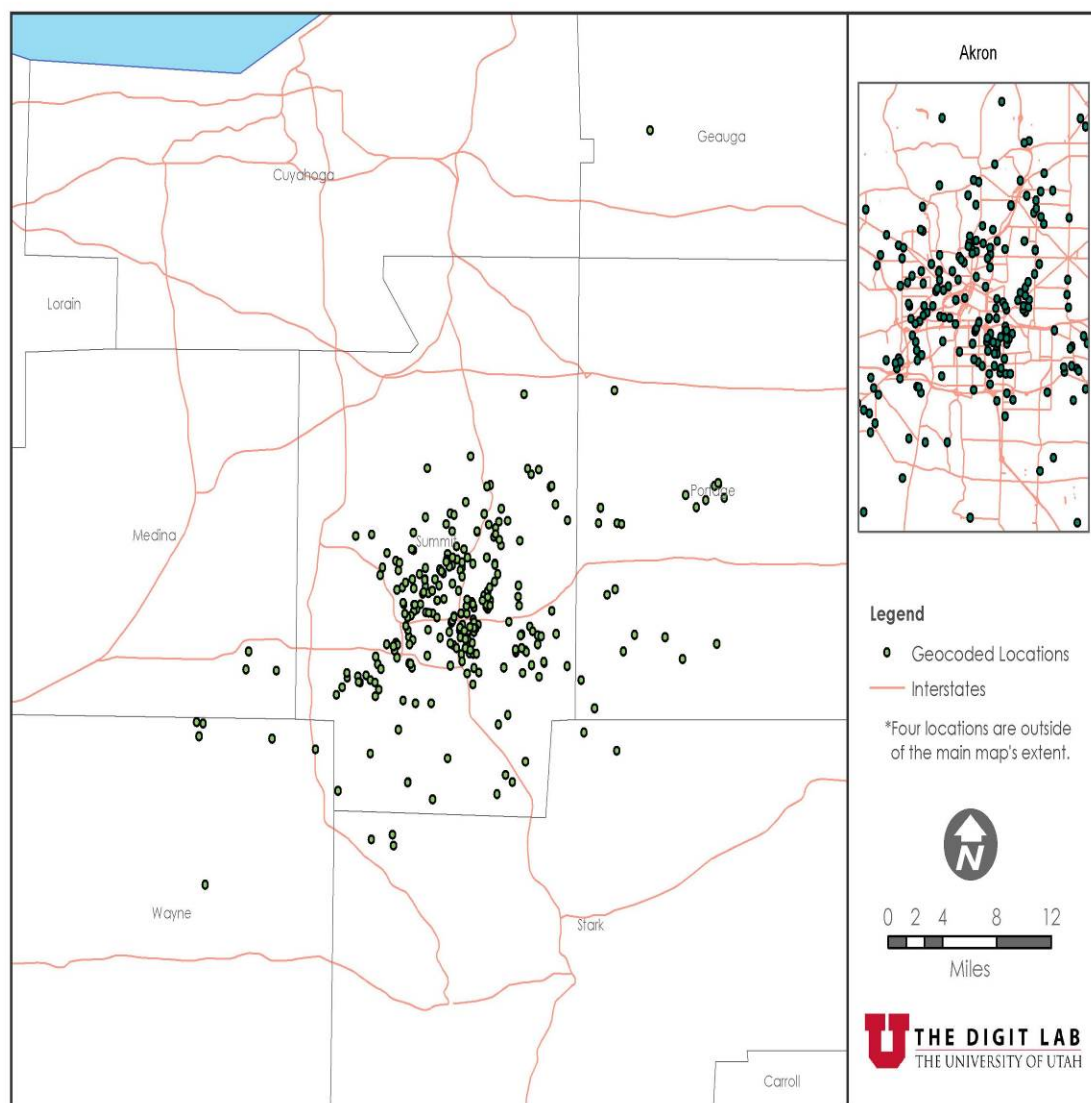 Geauga
Cuyahoga
Lorain
Portage
Medina
Summit
Wayne
Stark
Carroll
Akron
Legend
Geocoded Locations
Interstates
*Four locations are outside
of the main map's extent.
N
0 2 4 8 12
Miles
U THE DIGIT LAB
THE UNIVERSITY OF UTAH